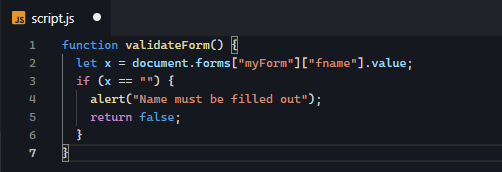 JS script.js
1 function validateForm() {
2 let x = document.forms["myForm"]["fname"].value;
3 if (x == "") {
4 alert("Name must be filled out");
5 return false;
6 }
7 }